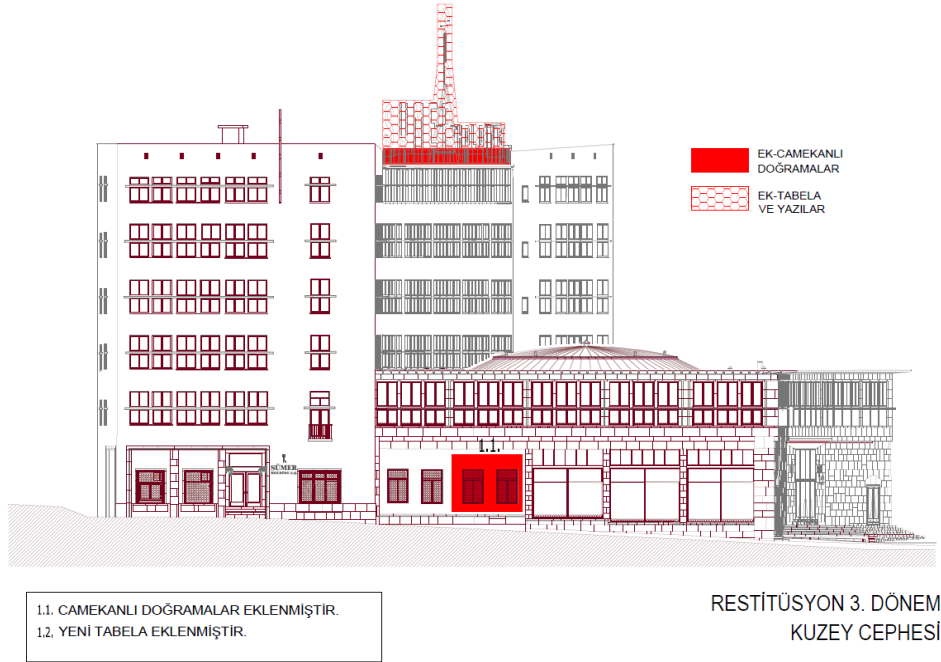 EK-CAMEKANLI
DOĞRAMALAR
EK-TABELA
VE YAZILAR
1.1.
SÜMER
HOLDING A.Ş.
1.1. CAMEKANLI DOĞRAMALAR EKLENMİŞTİR.
1.2. YENİ TABELA EKLENMİŞTİR.
RESTİTÜSYON 3. DÖNEM
KUZEY CEPHESİ